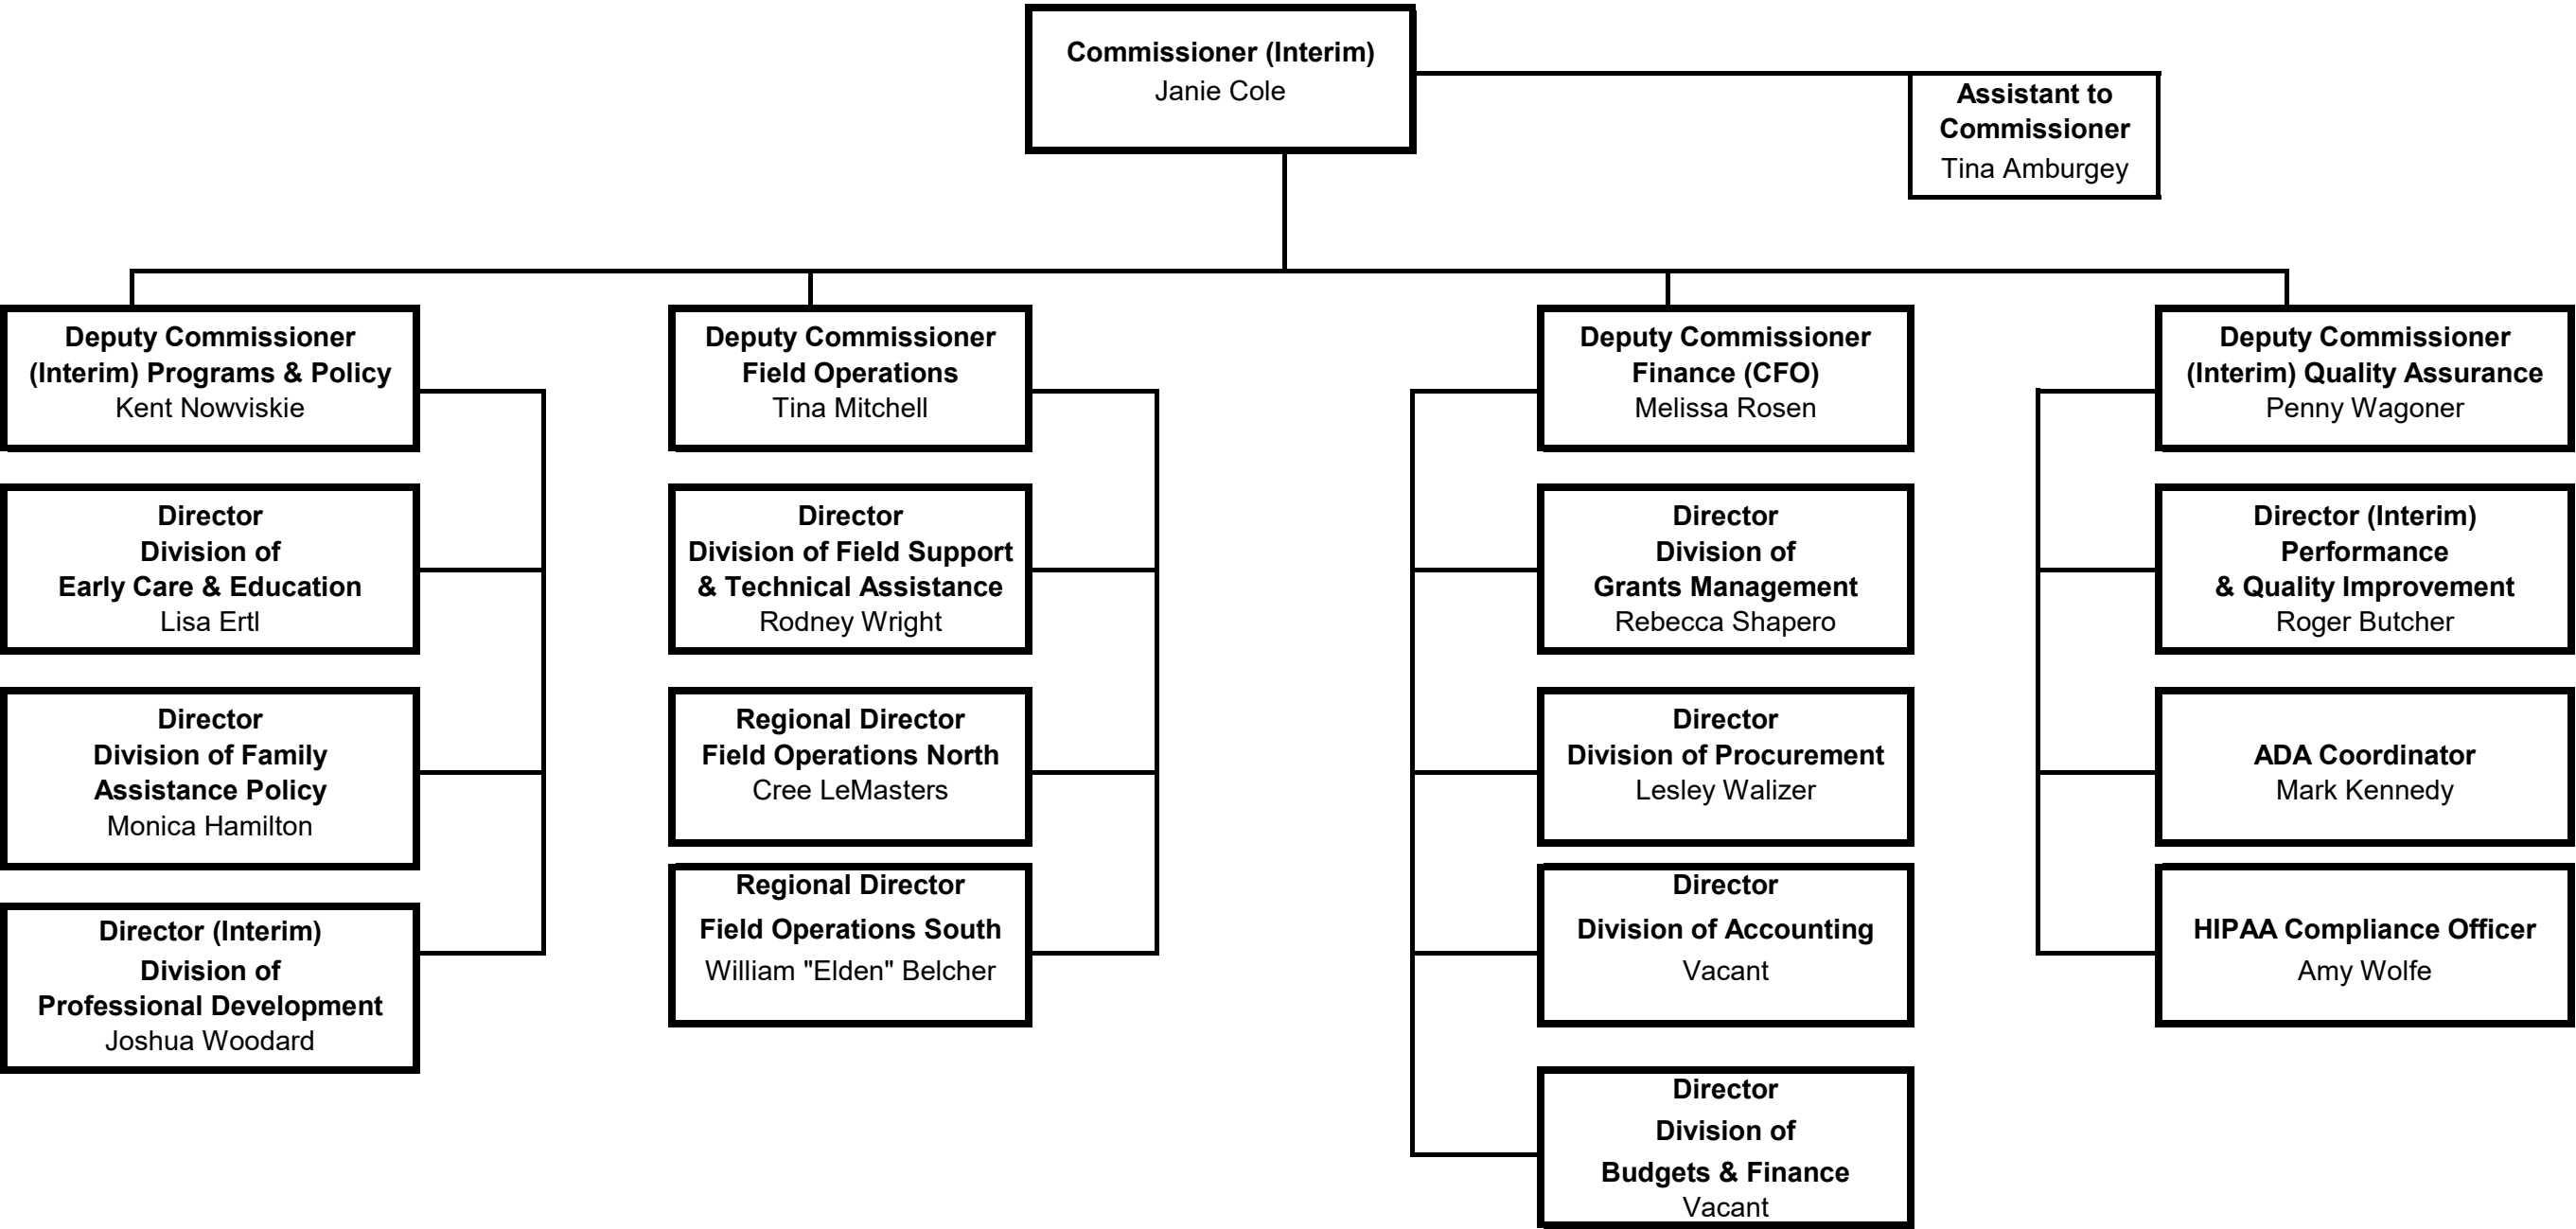 Commissioner (Interim)
Janie Cole
Assistant to
Commissioner
Tina Amburgey
Deputy Commissioner
(Interim) Programs & Policy
Kent Nowviskie
Director
Division of
Early Care & Education
Lisa Ertl
Director
Division of Family
Assistance Policy
Monica Hamilton
Director (Interim)
Division of
Professional Development
Joshua Woodard
Deputy Commissioner
Field Operations
Tina Mitchell
Director
Division of Field Support
& Technical Assistance
Rodney Wright
Regional Director
Field Operations North
Cree LeMasters
Regional Director
Field Operations South
William "Elden" Belcher
Deputy Commissioner
Finance (CFO)
Melissa Rosen
Director
Division of
Grants Management
Rebecca Shapero
Director
Division of Procurement
Lesley Walizer
Director
Division of Accounting
Vacant
Director
Division of
Budgets & Finance
Vacant
Deputy Commissioner
(Interim) Quality Assurance
Penny Wagoner
Director (Interim)
Performance
& Quality Improvement
Roger Butcher
ADA Coordinator
Mark Kennedy
HIPAA Compliance Officer
Amy Wolfe